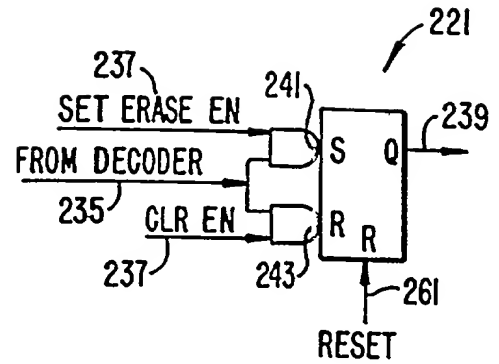 221
237
241
SET ERASE EN
239
S
Q
FROM DECODER
235
CLR EN
R
R
237
243
261
RESET